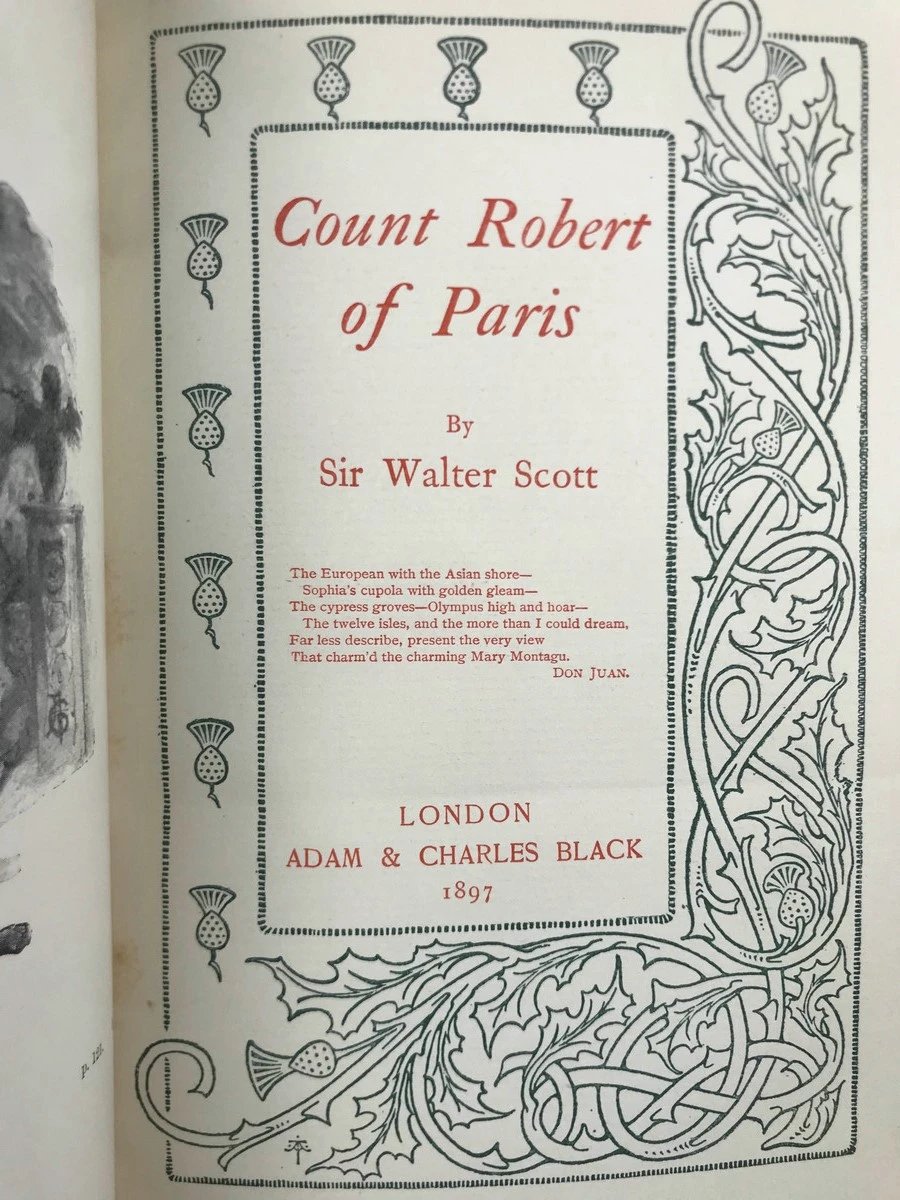 Count Robert
of Paris
By
Sir Walter Scott
The European with the Asian shore—
Sophia's cupola with golden gleam—
The cypress groves—Olympus high and hoar—
The twelve isles, and the more than I could dream,
Far less describe, present the very view
That charm'd the charming Mary Montagu.
DON JUAN.
LONDON
ADAM & CHARLES BLACK
1897